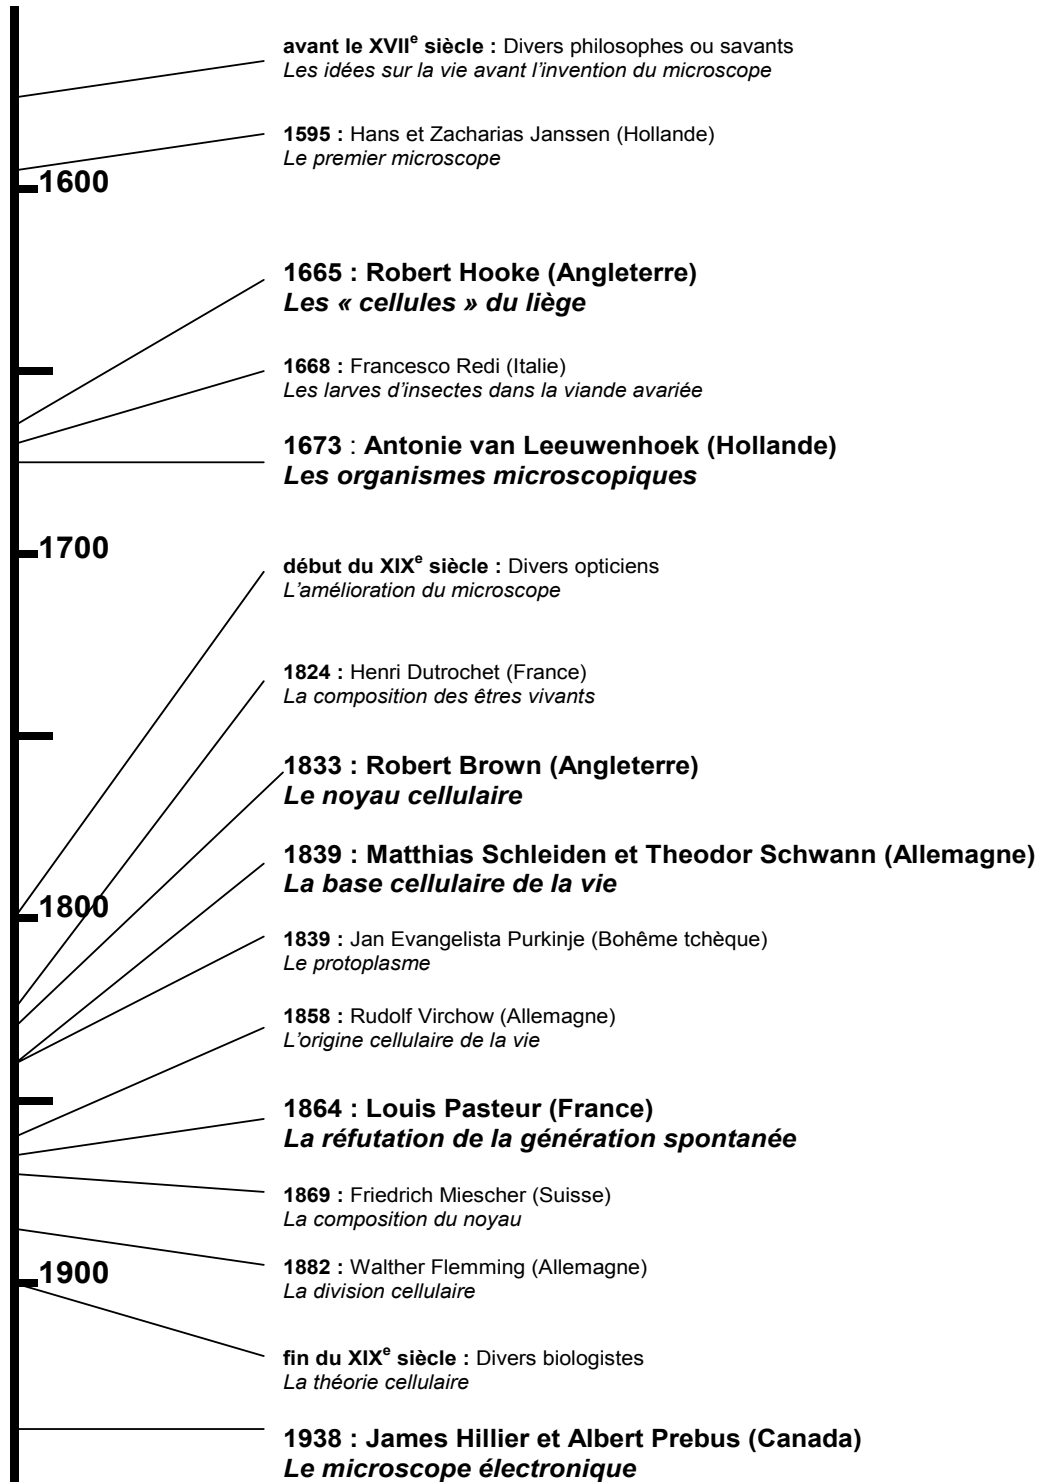 avant le XVIIe siècle : Divers philosophes ou savants
Les idées sur la vie avant l'invention du microscope
1595 : Hans et Zacharias Janssen (Hollande)
Le premier microscope
1600
1665 : Robert Hooke (Angleterre)
Les « cellules » du liège
1668 : Francesco Redi (Italie)
Les larves d'insectes dans la viande avariée
1673 : Antonie van Leeuwenhoek (Hollande)
Les organismes microscopiques
1700
début du XIXe siècle : Divers opticiens
L'amélioration du microscope
1824 : Henri Dutrochet (France)
La composition des êtres vivants
1833 : Robert Brown (Angleterre)
Le noyau cellulaire
1839 : Matthias Schleiden et Theodor Schwann (Allemagne)
La base cellulaire de la vie
1800
1839 : Jan Evangelista Purkinje (Bohême tchèque)
Le protoplasme
1858 : Rudolf Virchow (Allemagne)
L'origine cellulaire de la vie
1864 : Louis Pasteur (France)
La réfutation de la génération spontanée
1869 : Friedrich Miescher (Suisse)
La composition du noyau
1900
1882 : Walther Flemming (Allemagne)
La division cellulaire
fin du XIXe siècle : Divers biologistes
La théorie cellulaire
1938 : James Hillier et Albert Prebus (Canada)
Le microscope électronique